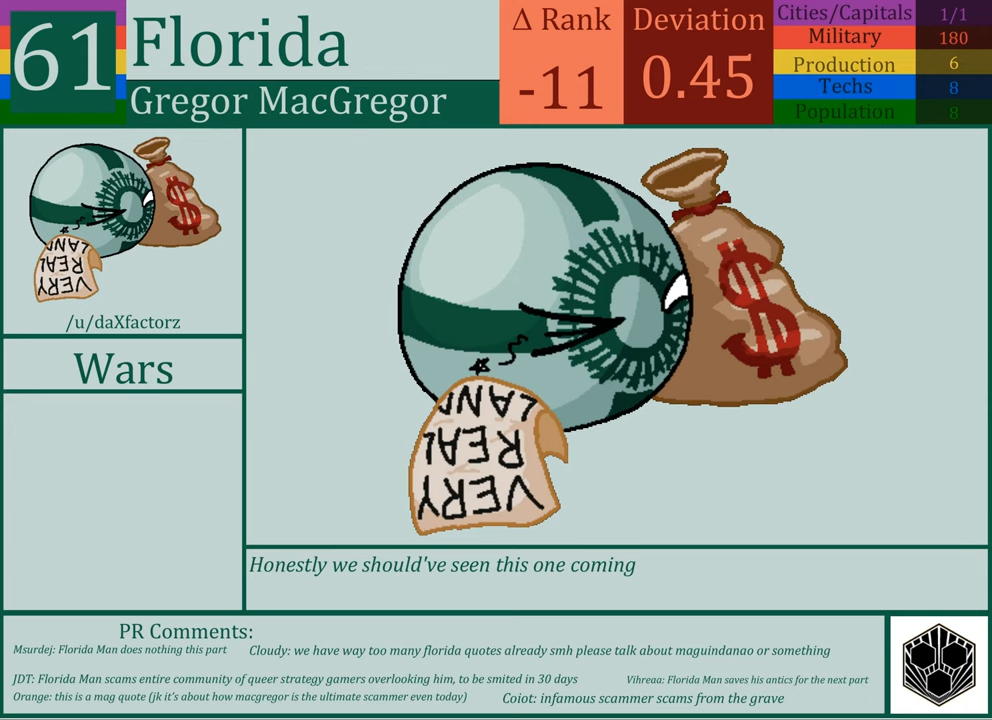 61
Florida
Gregor MacGregor
Δ Rank
-11
Deviation
0.45
Cities/Capitals 1/1
Military 180
Production 6
Techs 8
Population 8
$
VERY
REAL
LAND
/u/daXfactorz
Wars
$
VERY
REAL
LAND
Honestly we should've seen this one coming
PR Comments:
Msurdej: Florida Man does nothing this part
Cloudy: we have way too many florida quotes already smh please talk about maguindanao or something
JDT: Florida Man scams entire community of queer strategy gamers overlooking him, to be smited in 30 days
Vihreaa: Florida Man saves his antics for the next part
Orange: this is a mag quote (jk it's about how macgregor is the ultimate scammer even today)
Coiot: infamous scammer scams from the grave